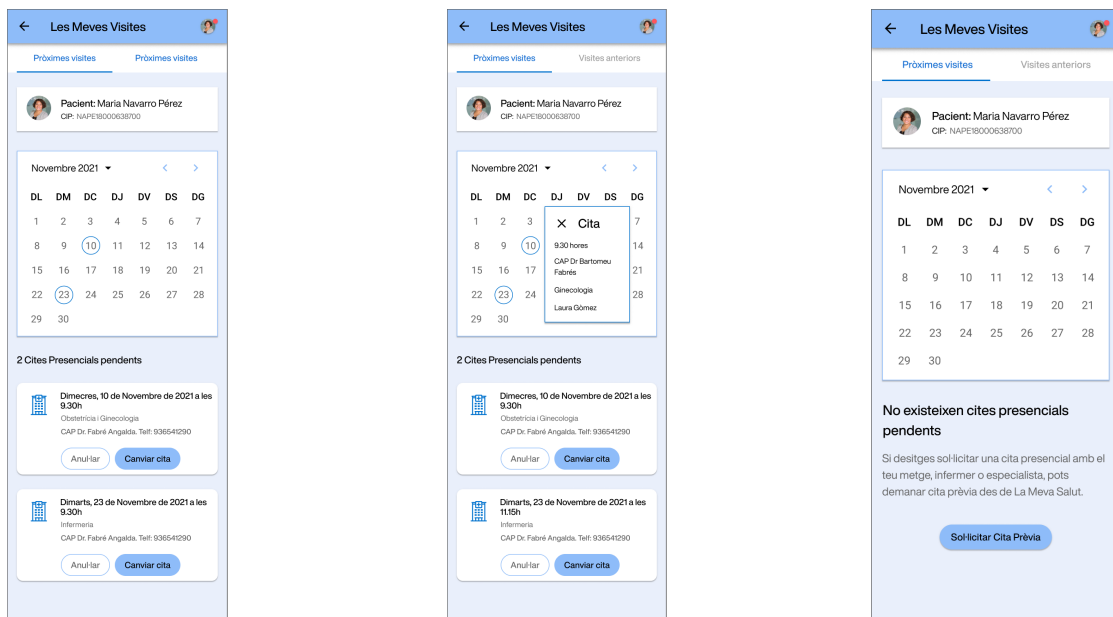 Les Meves Visites
Pròximes visites Pròximes visites
Pacient: Maria Navarro Pérez
CIP: NAPE18000638700
Novembre 2021
DL DM DC DJ DV DS DG
1 2 3 4 5 6 7
8 9 10 11 12 13 14
15 16 17 18 19 20 21
22 23 24 25 26 27 28
29 30
2 Cites Presencials pendents
Dimecres, 10 de Novembre de 2021 a les
9.30h
Obstetrícia i Ginecologia
CAP Dr. Fabré Angalda. Telf: 936541290
Anul·lar Canviar cita
Dimarts, 23 de Novembre de 2021 a les
9.30h
Infermeria
CAP Dr. Fabré Angalda. Telf: 936541290
Anul·lar Canviar cita
Les Meves Visites
Pròximes visites Visites anteriors
Pacient: Maria Navarro Pérez
CIP: NAPE18000638700
Novembre 2021
DL DM DC DJ DV DS DG
1 2 3 7
8 9 10 14
15 16 17 21
22 23 24 28
29 30
Cita
9.30 hores
CAP Dr Bartomeu
Fabrés
Ginecologia
Laura Gòmez
2 Cites Presencials pendents
Dimecres, 10 de Novembre de 2021 a les
9.30h
Obstetrícia i Ginecologia
CAP Dr. Fabré Angalda. Telf: 936541290
Anul·lar Canviar cita
Dimarts, 23 de Novembre de 2021 a les
11.15h
Infermeria
CAP Dr. Fabré Angalda. Telf: 936541290
Anul·lar Canviar cita
Les Meves Visites
Pròximes visites Visites anteriors
Pacient: Maria Navarro Pérez
CIP: NAPE18000638700
Novembre 2021
DL DM DC DJ DV DS DG
1 2 3 4 5 6 7
8 9 10 11 12 13 14
15 16 17 18 19 20 21
22 23 24 25 26 27 28
29 30
No existeixen cites presencials
pendents
Si desitges sol·licitar una cita presencial amb el
teu metge, infermer o especialista, pots
demanar cita prèvia des de La Meva Salut.
Sol·licitar Cita Prèvia